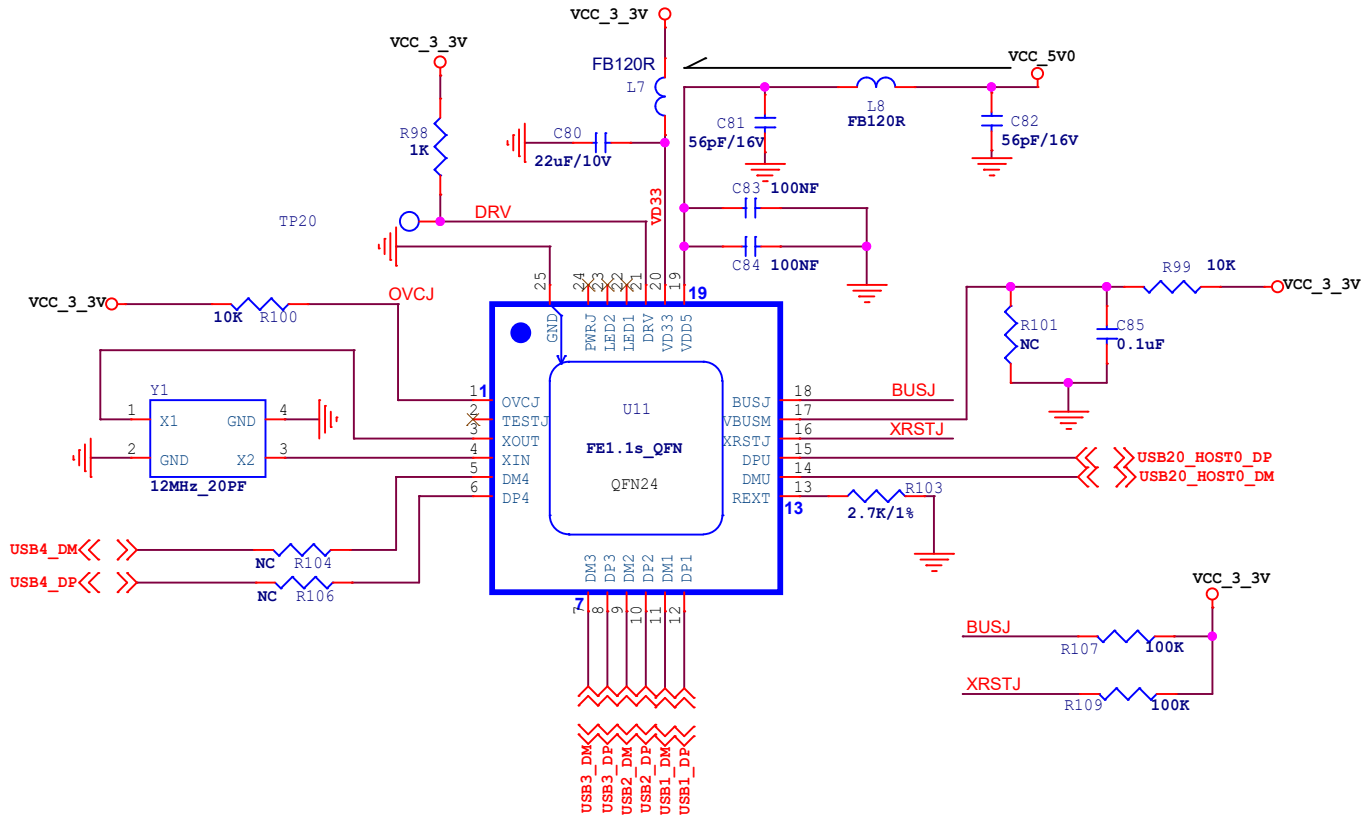 VCC_3_3V
VCC_3_3V
FB120R
L7
VCC_5V0
L8
FB120R
C81
56pF/16V
C82
56pF/16V
R98
1K
C80
22uF/10V
C83 100NF
C84 100NF
VD33
TP20
DRV
VCC_3_3V
10K R100
OVCJ
25
24
23
22
21
20
19
19
GND
PWRJ
LED2
LED1
DRV
VD33
VDD5
R99 10K
VCC_3_3V
R101
NC
C85
0.1uF
Y1
1 X1 GND 4
2 GND X2 3
12MHz_20PF
1 1 OVCJ
2 TESTJ
3 XOUT
4 XIN
5 DM4
6 DP4
U11
FE1.1s_QFN
QFN24
BUSJ 18 BUSJ
VBUSM 17
XRSTJ 16 XRSTJ
DPU 15 USB20_HOST0_DP
DMU 14 USB20_HOST0_DM
REXT 13
13
R103
2.7K/1%
USB4_DM
NC R104
USB4_DP
NC R106
DM3
DP3
DM2
DP2
DM1
DP1
7
7
8
9
10
11
12
USB3_DM
USB3_DP
USB2_DM
USB2_DP
USB1_DM
USB1_DP
VCC_3_3V
BUSJ
R107 100K
XRSTJ
R109 100K